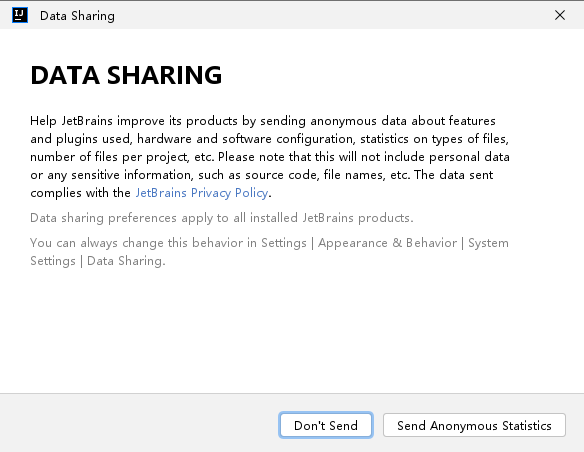 IJ
Data Sharing
DATA SHARING
Help JetBrains improve its products by sending anonymous data about features
and plugins used, hardware and software configuration, statistics on types of files,
number of files per project, etc. Please note that this will not include personal data
or any sensitive information, such as source code, file names, etc. The data sent
complies with the JetBrains Privacy Policy.
Data sharing preferences apply to all installed JetBrains products.
You can always change this behavior in Settings | Appearance & Behavior | System
Settings | Data Sharing.
Don't Send
Send Anonymous Statistics